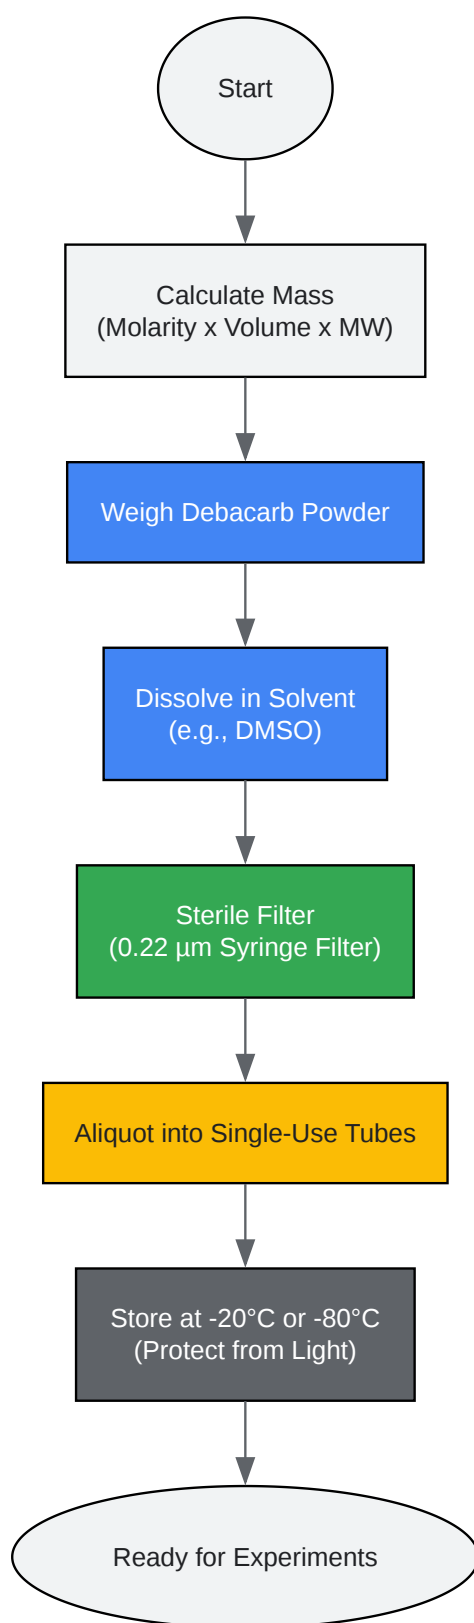 Start
Calculate Mass
(Molarity x Volume x MW)
Weigh Debacarb Powder
Dissolve in Solvent
(e.g., DMSO)
Sterile Filter
(0.22 µm Syringe Filter)
Aliquot into Single-Use Tubes
Store at -20°C or -80°C
(Protect from Light)
Ready for Experiments